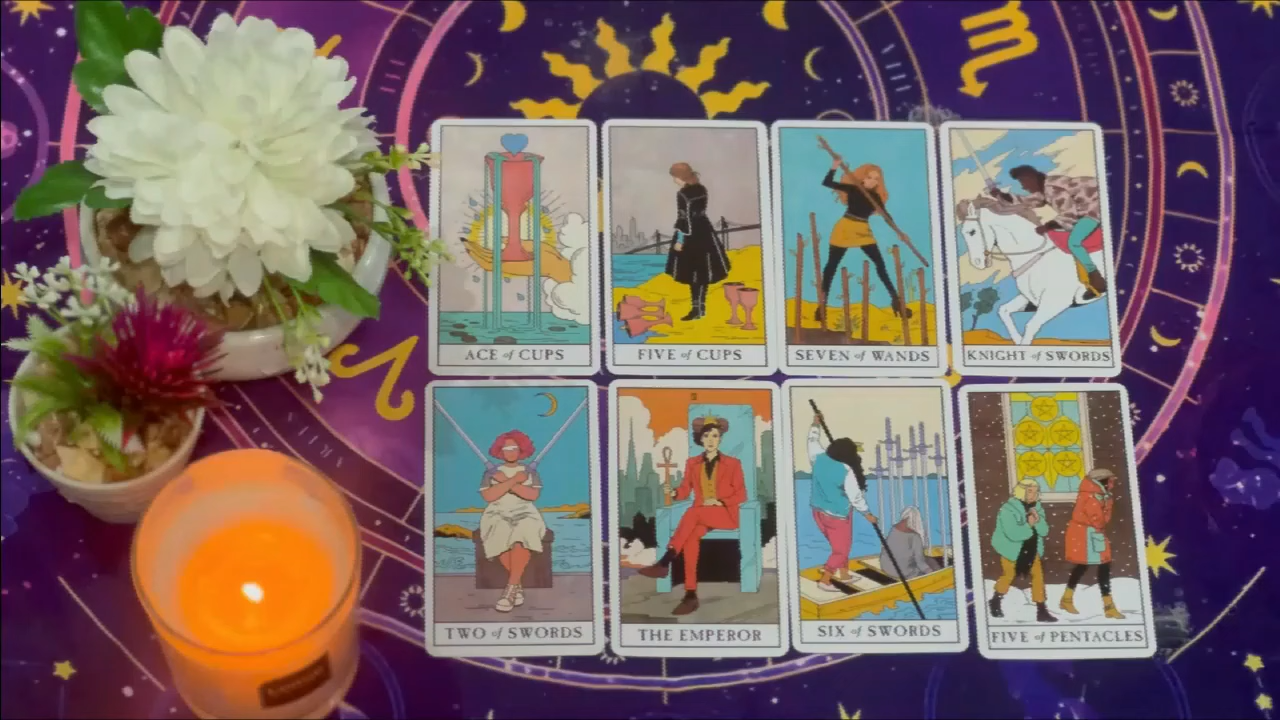 ACE of CUPS
FIVE of CUPS
SEVEN of WANDS
KNIGHT of SWORDS
TWO of SWORDS
THE EMPEROR
SIX of SWORDS
FIVE of PENTACLES